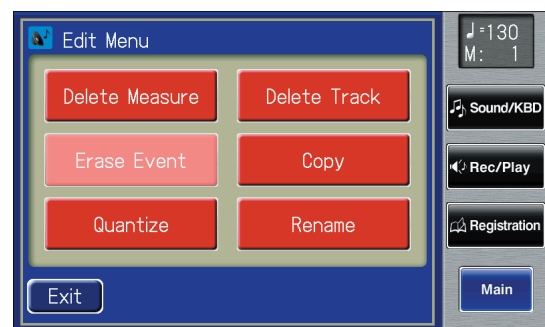 Edit Menu
♩=130
M: 1
Delete Measure
Delete Track
Sound/KBD
Erase Event
Copy
Rec/Play
Quantize
Rename
Registration
Exit
Main